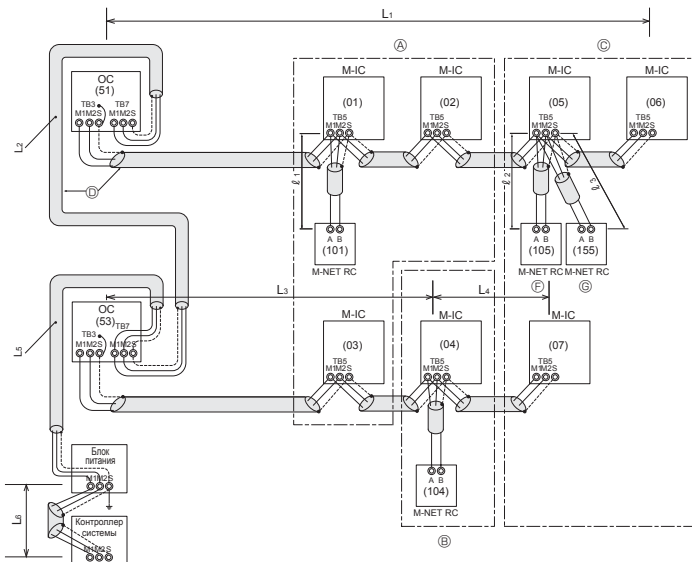 L1
Ⓐ
Ⓒ
OC
(51)
TB3
TB7
M1M2S
M1M2S
M-IC
(01)
TB5
M1M2S
M-IC
(02)
TB5
M1M2S
M-IC
(05)
TB5
M1M2S
M-IC
(06)
TB5
M1M2S
L2
Ⓓ
ℓ1
ℓ2
ℓ3
A B
(101)
M-NET RC
A B
(105)
M-NET RC
Ⓕ
A B
(155)
M-NET RC
Ⓖ
L3
L4
OC
(53)
TB3
TB7
M1M2S
M1M2S
M-IC
(03)
TB5
M1M2S
M-IC
(04)
TB5
M1M2S
M-IC
(07)
TB5
M1M2S
L5
Блок
питания
M1M2S
A B
(104)
M-NET RC
Ⓑ
L6
Контроллер
системы
M1M2S